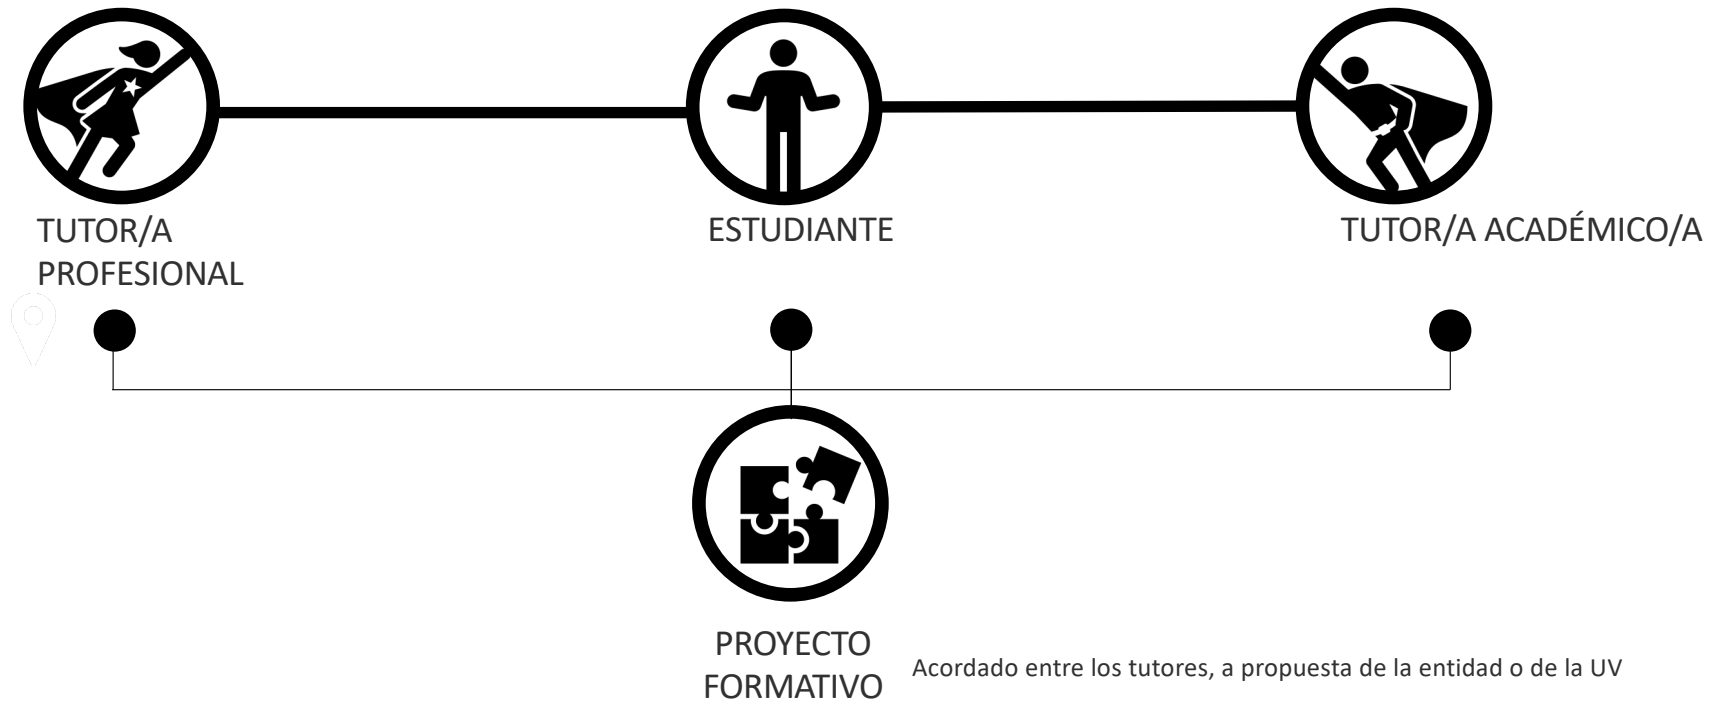 TUTOR/A
PROFESIONAL
ESTUDIANTE
TUTOR/A ACADÉMICO/A
PROYECTO
FORMATIVO
Acordado entre los tutores, a propuesta de la entidad o de la UV